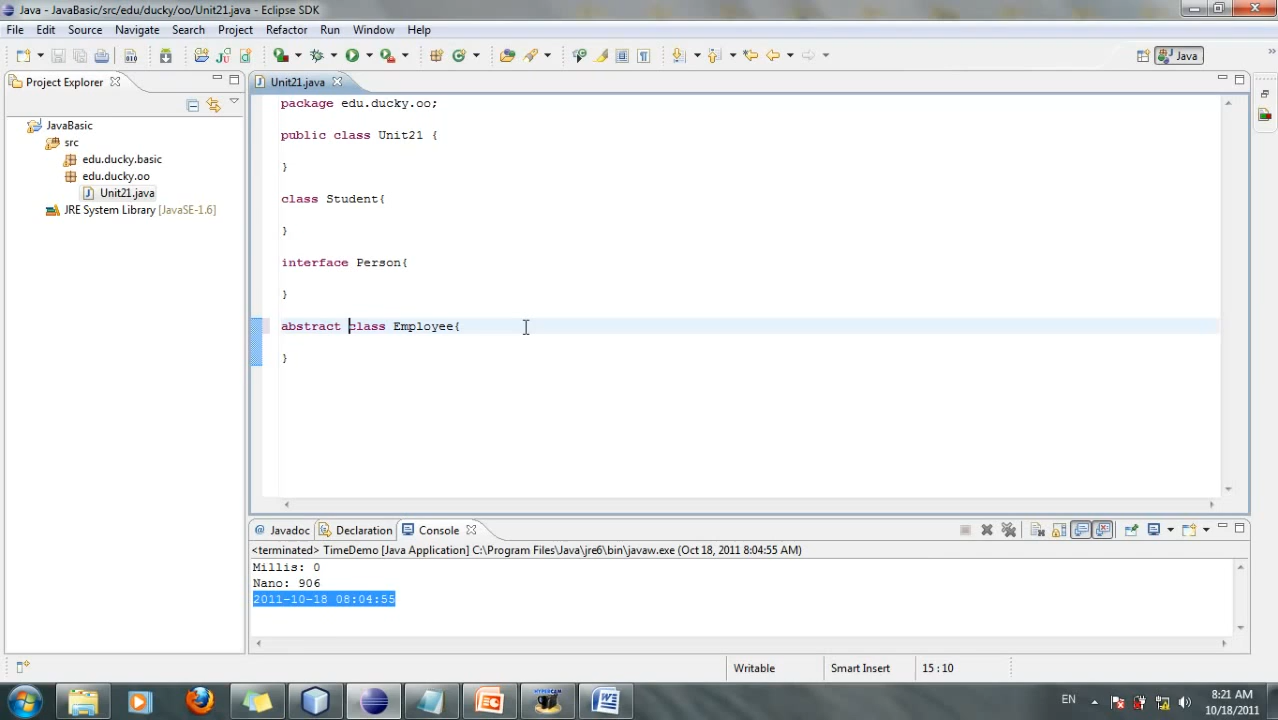 Java - JavaBasic/src/edu/ducky/oo/Unit21.java - Eclipse SDK
File Edit Source Navigate Search Project Refactor Run Window Help
Java
Project Explorer
Unit21.java
JavaBasic
src
edu.ducky.basic
edu.ducky.oo
Unit21.java
JRE System Library [JavaSE-1.6]
package edu.ducky.oo;
public class Unit21 {
}
class Student{
}
interface Person{
}
abstract class Employee{
}
Javadoc Declaration Console
<terminated> TimeDemo [Java Application] C:\Program Files\Java\jre6\bin\javaw.exe (Oct 18, 2011 8:04:55 AM)
Millis: 0
Nano: 906
2011-10-18 08:04:55
Writable Smart Insert 15 : 10
EN
8:21 AM
10/18/2011